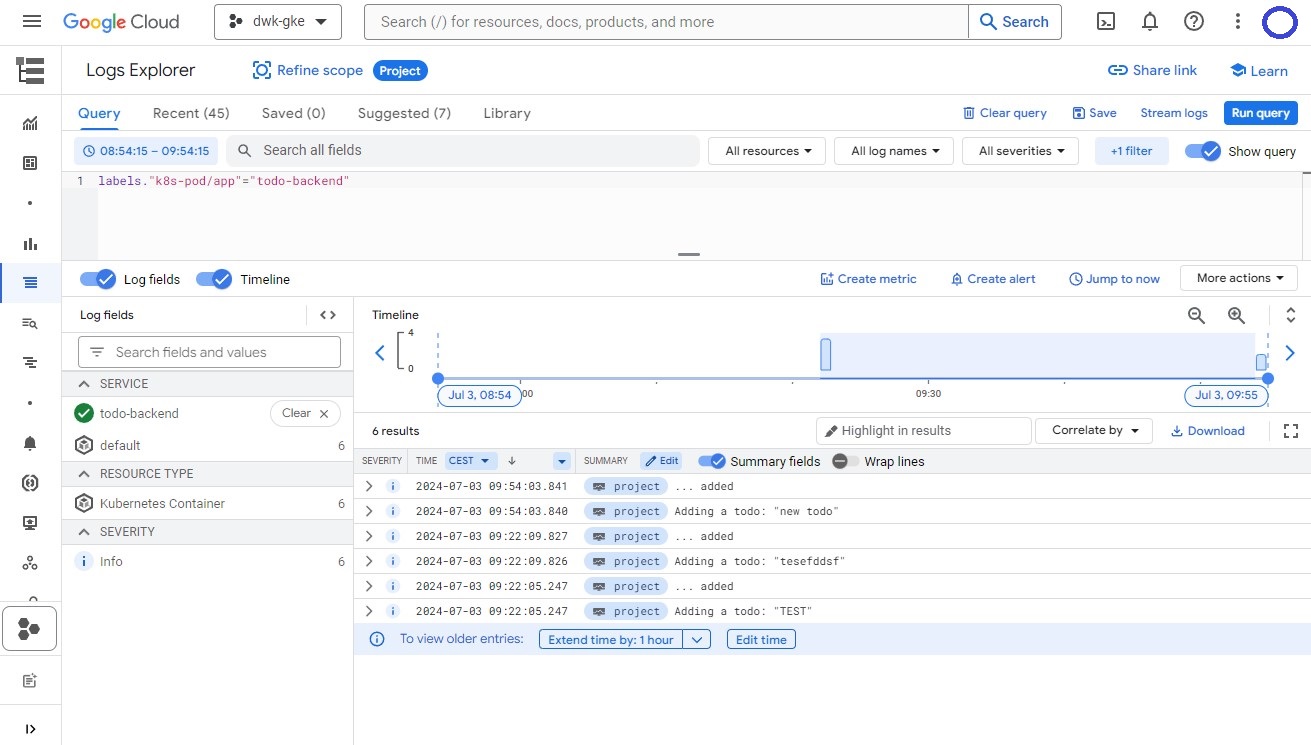 Google Cloud
dwk-gke
Search (/) for resources, docs, products, and more
Search
Logs Explorer
Refine scope
Project
Share link
Learn
Query
Recent (45)
Saved (0)
Suggested (7)
Library
Clear query
Save
Stream logs
Run query
08:54:15 – 09:54:15
Search all fields
All resources
All log names
All severities
+1 filter
Show query
1 labels."k8s-pod/app"="todo-backend"
Log fields
Timeline
Create metric
Create alert
Jump to now
More actions
Log fields
Search fields and values
SERVICE
todo-backend
Clear
default 6
RESOURCE TYPE
Kubernetes Container 6
SEVERITY
Info 6
Timeline
4
0
Jul 3, 08:54
00
09:30
Jul 3, 09:55
6 results
Highlight in results
Correlate by
Download
SEVERITY TIME CEST SUMMARY Edit Summary fields Wrap lines
2024-07-03 09:54:03.841 project ... added
2024-07-03 09:54:03.840 project Adding a todo: "new todo"
2024-07-03 09:22:09.827 project ... added
2024-07-03 09:22:09.826 project Adding a todo: "tesefddsf"
2024-07-03 09:22:05.247 project ... added
2024-07-03 09:22:05.247 project Adding a todo: "TEST"
To view older entries: Extend time by: 1 hour Edit time